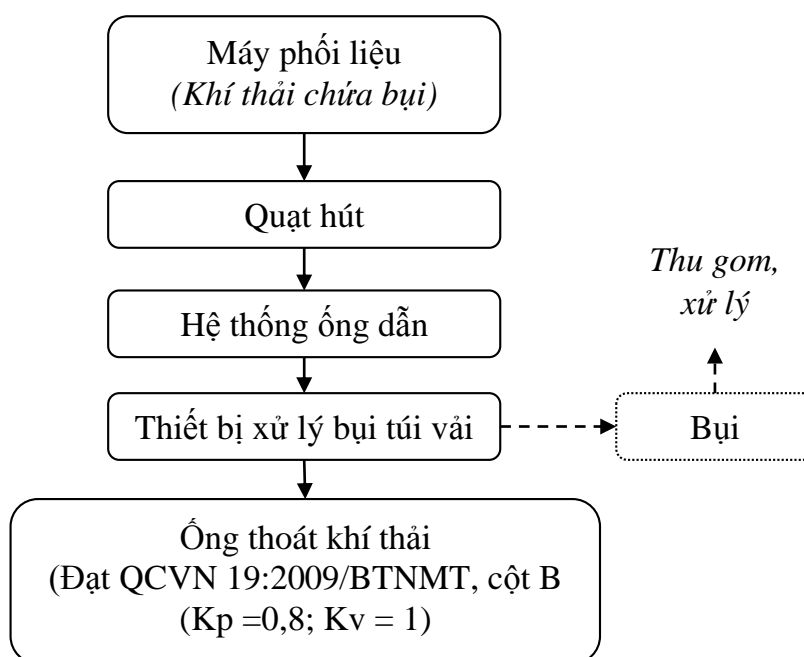 Máy phối liệu
(Khí thải chứa bụi)
Quạt hút
Hệ thống ống dẫn
Thu gom,
xử lý
Thiết bị xử lý bụi túi vải
Bụi
Ống thoát khí thải
(Đạt QCVN 19:2009/BTNMT, cột B
(Kp =0,8; Kv = 1)